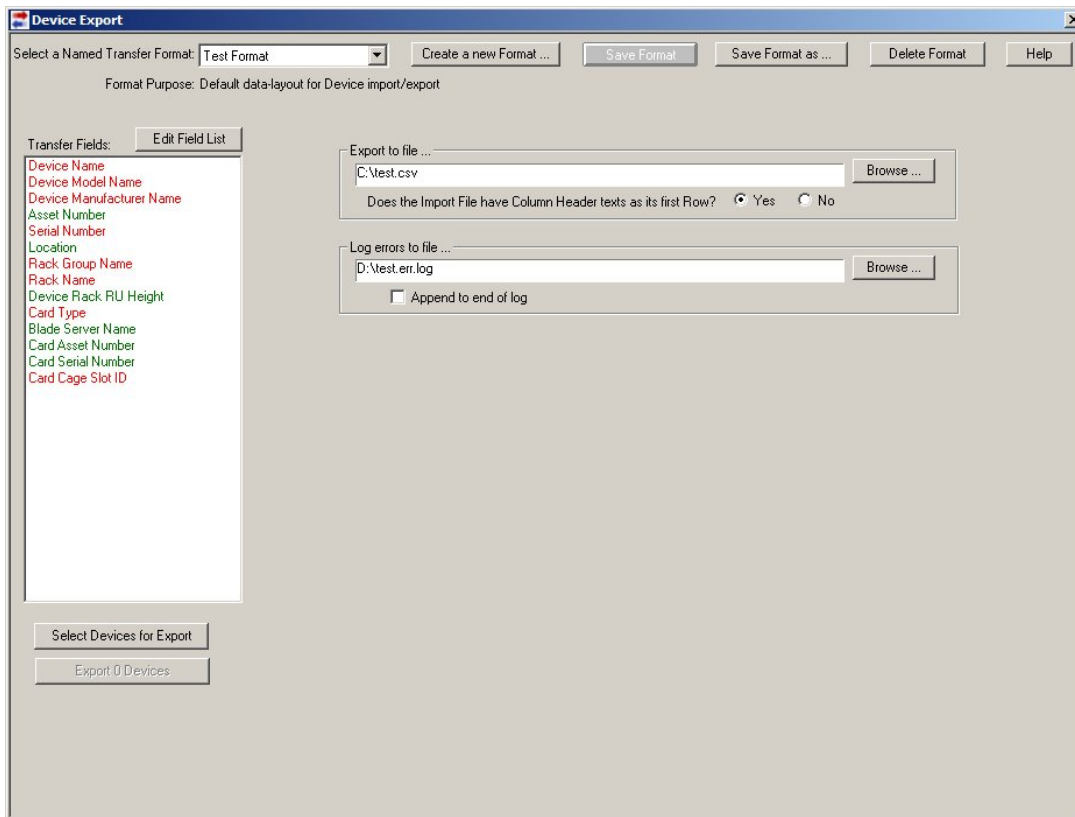 Device Export
Select a Named Transfer Format: Test Format Create a new Format ... Save Format Save Format as ... Delete Format Help
Format Purpose: Default data-layout for Device import/export
Transfer Fields: Edit Field List
Device Name
Device Model Name
Device Manufacturer Name
Asset Number
Serial Number
Location
Rack Group Name
Rack Name
Device Rack RU Height
Card Type
Blade Server Name
Card Asset Number
Card Serial Number
Card Cage Slot ID
Select Devices for Export
Export 0 Devices
Export to file ...
C:\test.csv Browse ...
Does the Import File have Column Header texts as its first Row? Yes No
Log errors to file ...
D:\test.err.log Browse ...
Append to end of log